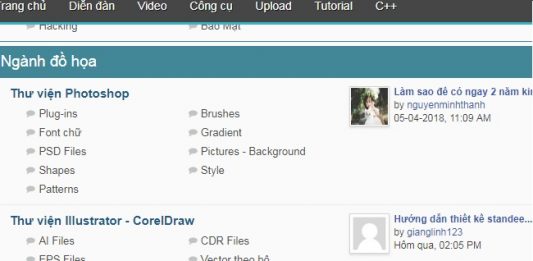 Trang chủ Diễn đàn Video Công cụ Upload Tutorial C++
Hacking Bảo Mật
Ngành đồ họa
Thư viện Photoshop
Plug-ins Brushes
Font chữ Gradient
PSD Files Pictures - Background
Shapes Style
Patterns
Làm sao để có ngay 2 năm
by nguyenminhthanh
05-04-2018, 11:09 AM
Thư viện Illustrator - CorelDraw
AI Files CDR Files
EPS Files Vector theo bộ
Hướng dẫn thiết kế standee...
by gianglinh123
Hôm qua, 02:05 PM